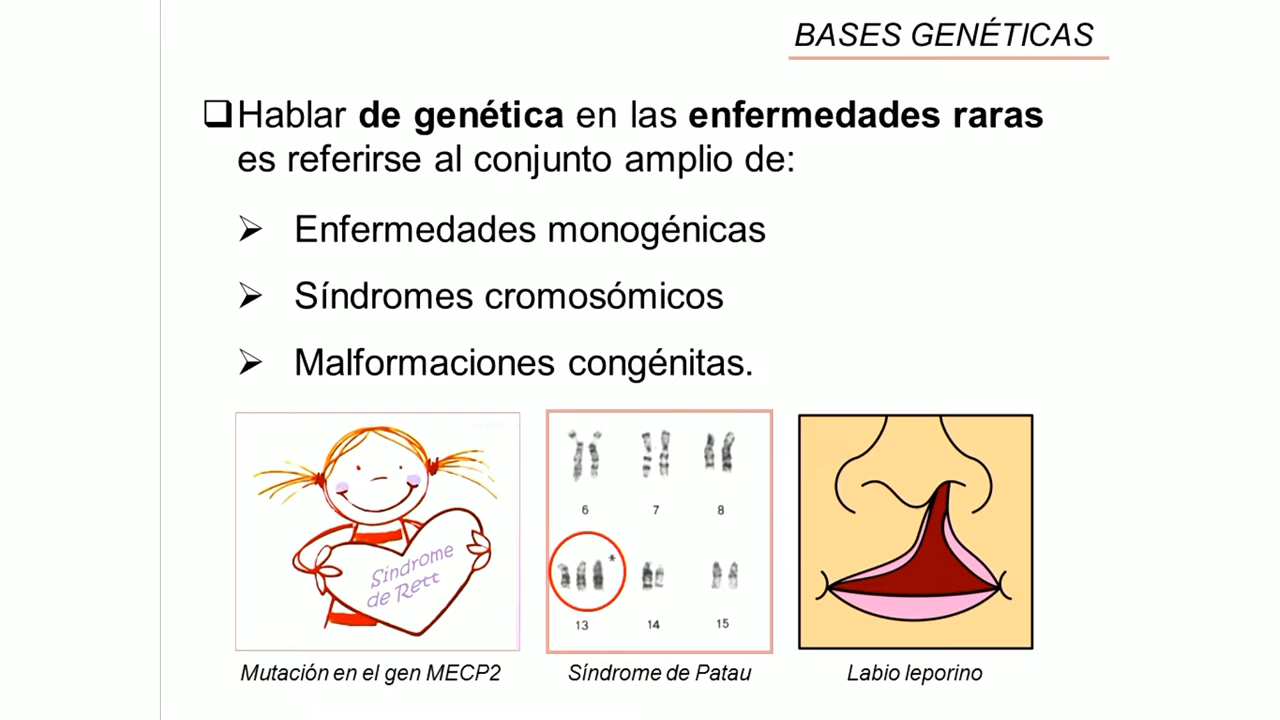 BASES GENÉTICAS
Hablar de genética en las enfermedades raras
es referirse al conjunto amplio de:
Enfermedades monogénicas
Síndromes cromosómicos
Malformaciones congénitas.
Síndrome
de Rett
6 7 8
*
13 14 15
Mutación en el gen MECP2
Síndrome de Patau
Labio leporino